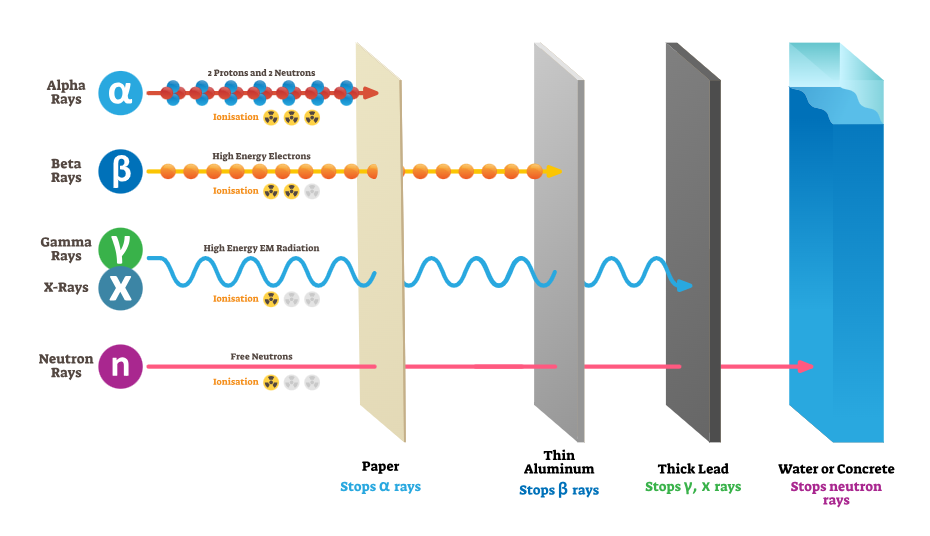 Alpha
Rays
α
2 Protons and 2 Neutrons
Ionisation
Beta
Rays
β
High Energy Electrons
Ionisation
Gamma
Rays
γ
X-Rays
X
High Energy EM Radiation
Ionisation
Neutron
Rays
n
Free Neutrons
Ionisation
Paper
Stops α rays
Thin
Aluminum
Stops β rays
Thick Lead
Stops γ, X rays
Water or Concrete
Stops neutron
rays